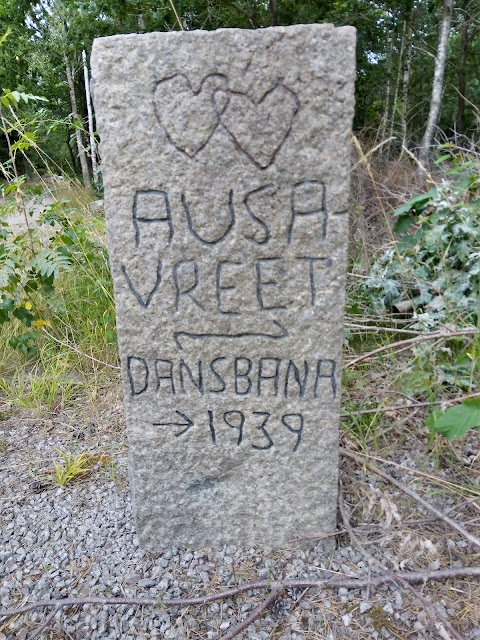 AUSA
VREET
DANSBANA
→ 1939